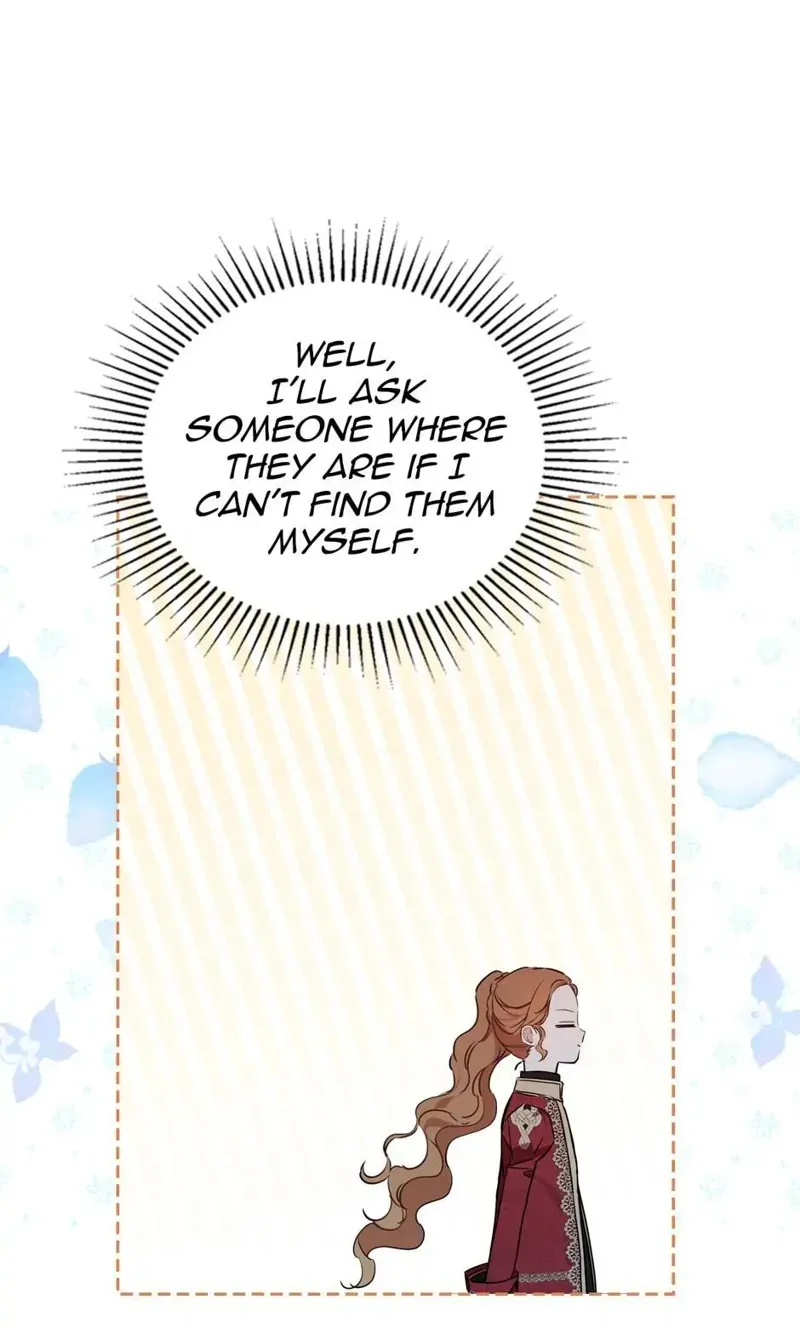 WELL,
I'LL ASK
SOMEONE WHERE
THEY ARE IF I
CAN'T FIND THEM
MYSELF.